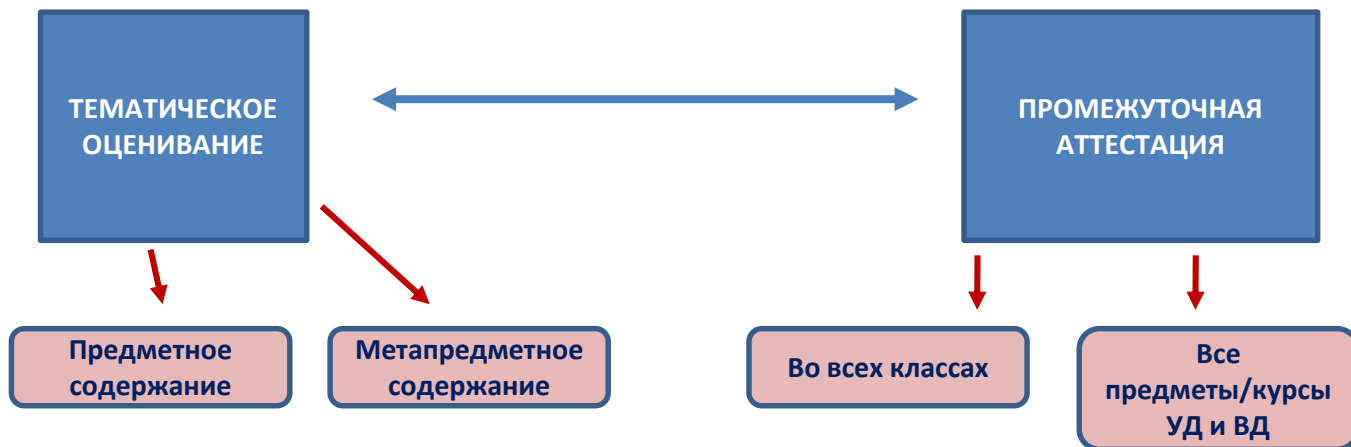 ТЕМАТИЧЕСКОЕ
ОЦЕНИВАНИЕ
ПРОМЕЖУТОЧНАЯ
АТТЕСТАЦИЯ
Предметное
содержание
Метапредметное
содержание
Во всех классах
Все
предметы/курсы
УД и ВД